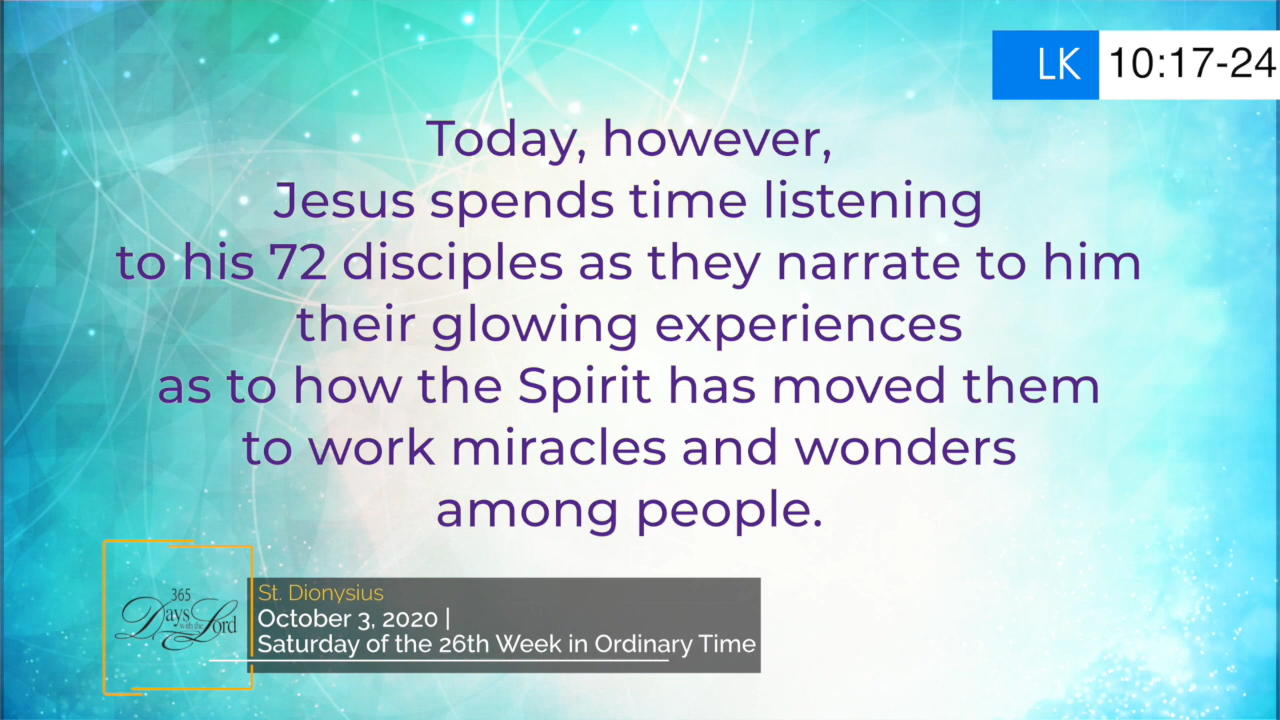 LK 10:17-24
Today, however,
Jesus spends time listening
to his 72 disciples as they narrate to him
their glowing experiences
as to how the Spirit has moved them
to work miracles and wonders
among people.
365
Days with the Lord
St. Dionysius
October 3, 2020 |
Saturday of the 26th Week in Ordinary Time